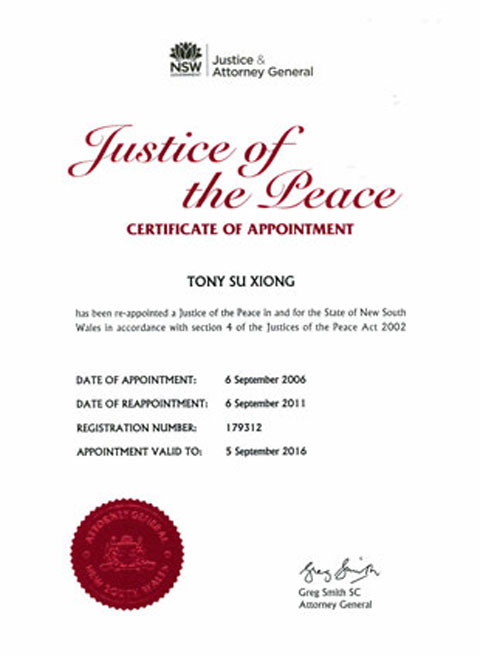 NSW
GOVERNMENT
Justice &
Attorney General
Justice of
the Peace
CERTIFICATE OF APPOINTMENT
TONY SU XIONG
has been re-appointed a Justice of the Peace in and for the State of New South
Wales in accordance with section 4 of the Justices of the Peace Act 2002
DATE OF APPOINTMENT: 6 September 2006
DATE OF REAPPOINTMENT: 6 September 2011
REGISTRATION NUMBER: 179312
APPOINTMENT VALID TO: 5 September 2016
ATTORNEY GENERAL
NEW SOUTH WALES
Greg Smith
Greg Smith SC
Attorney General